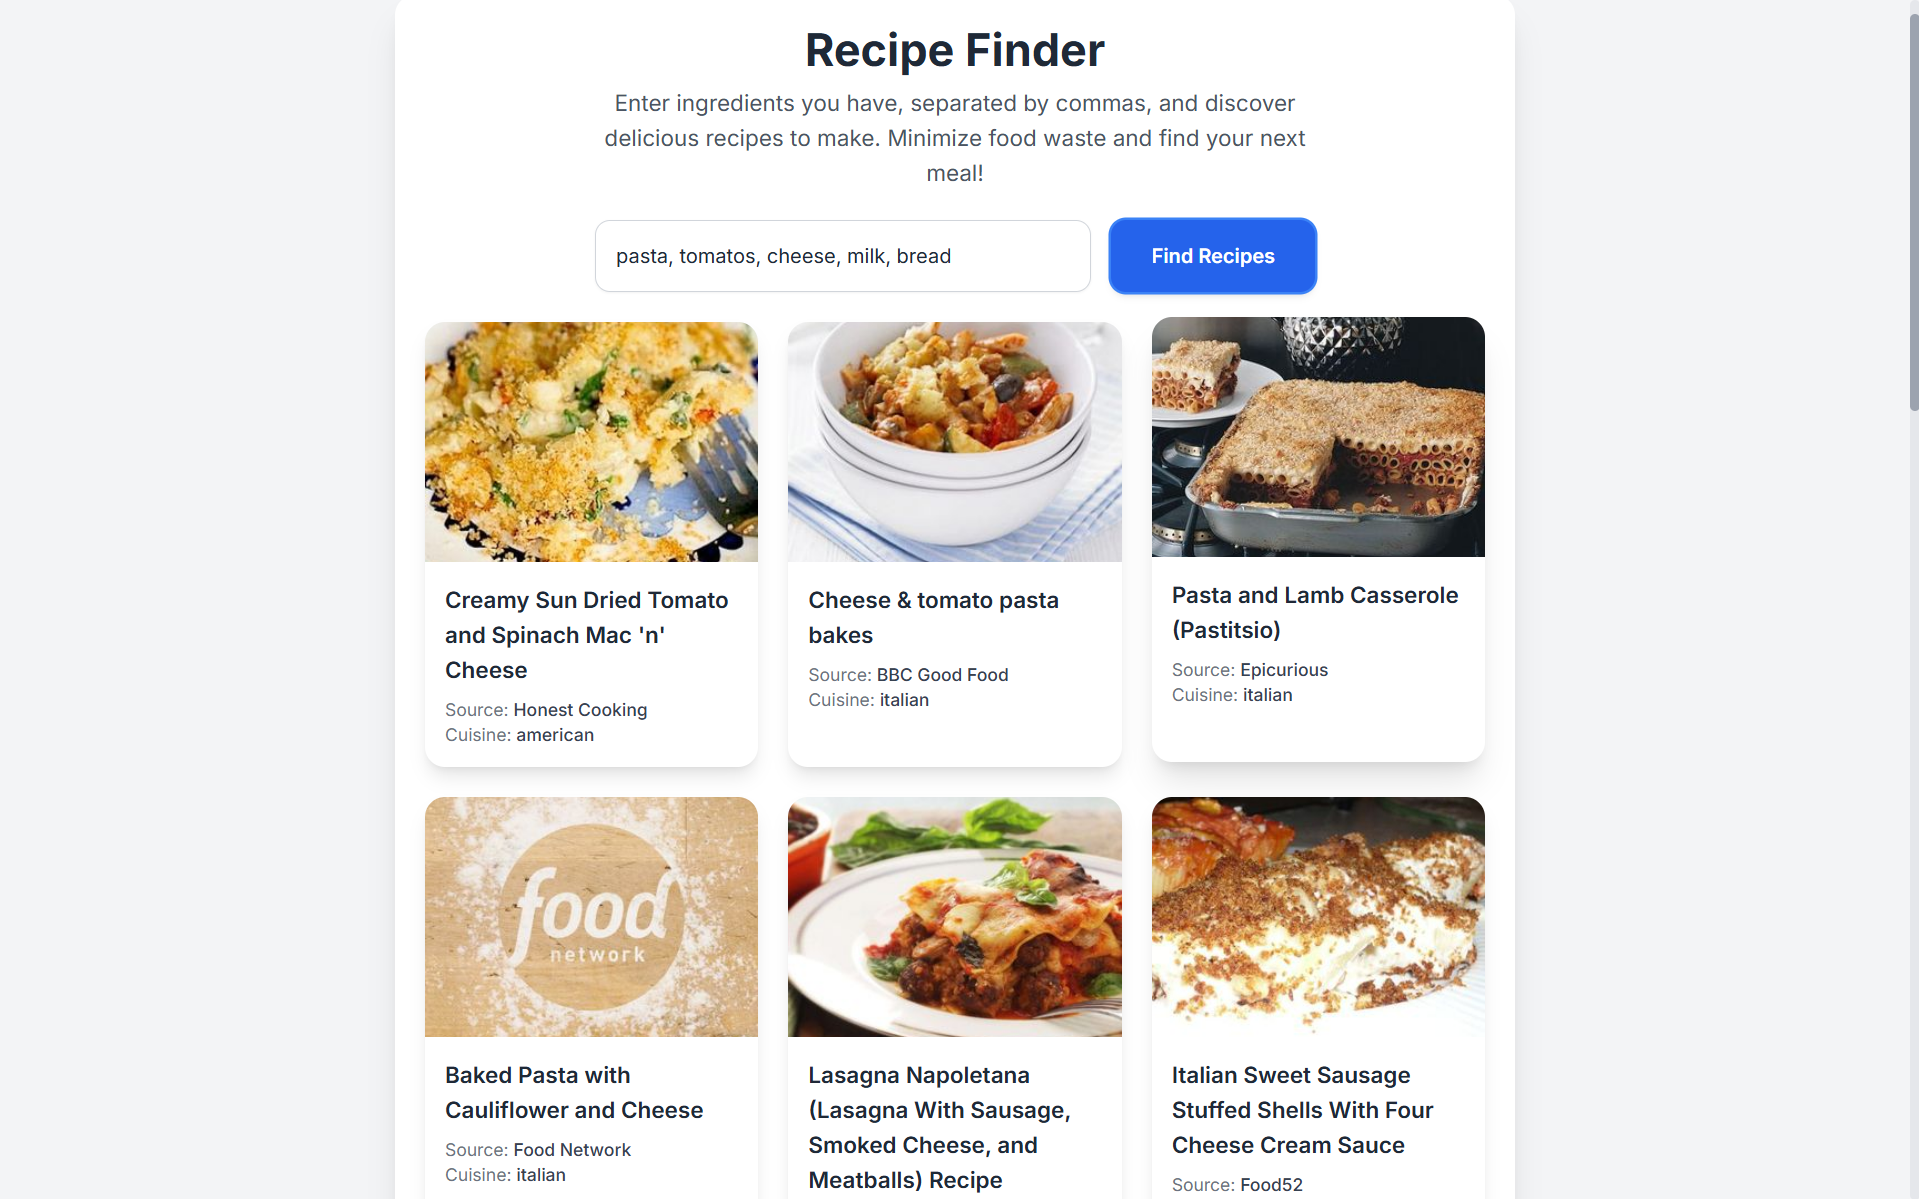 Recipe Finder
Enter ingredients you have, separated by commas, and discover
delicious recipes to make. Minimize food waste and find your next
meal!
pasta, tomatos, cheese, milk, bread
Find Recipes
Creamy Sun Dried Tomato
and Spinach Mac 'n'
Cheese
Source: Honest Cooking
Cuisine: american
Cheese & tomato pasta
bakes
Source: BBC Good Food
Cuisine: italian
Pasta and Lamb Casserole
(Pastitsio)
Source: Epicurious
Cuisine: italian
food
network
Baked Pasta with
Cauliflower and Cheese
Source: Food Network
Cuisine: italian
Lasagna Napoletana
(Lasagna With Sausage,
Smoked Cheese, and
Meatballs) Recipe
Italian Sweet Sausage
Stuffed Shells With Four
Cheese Cream Sauce
Source: Food52